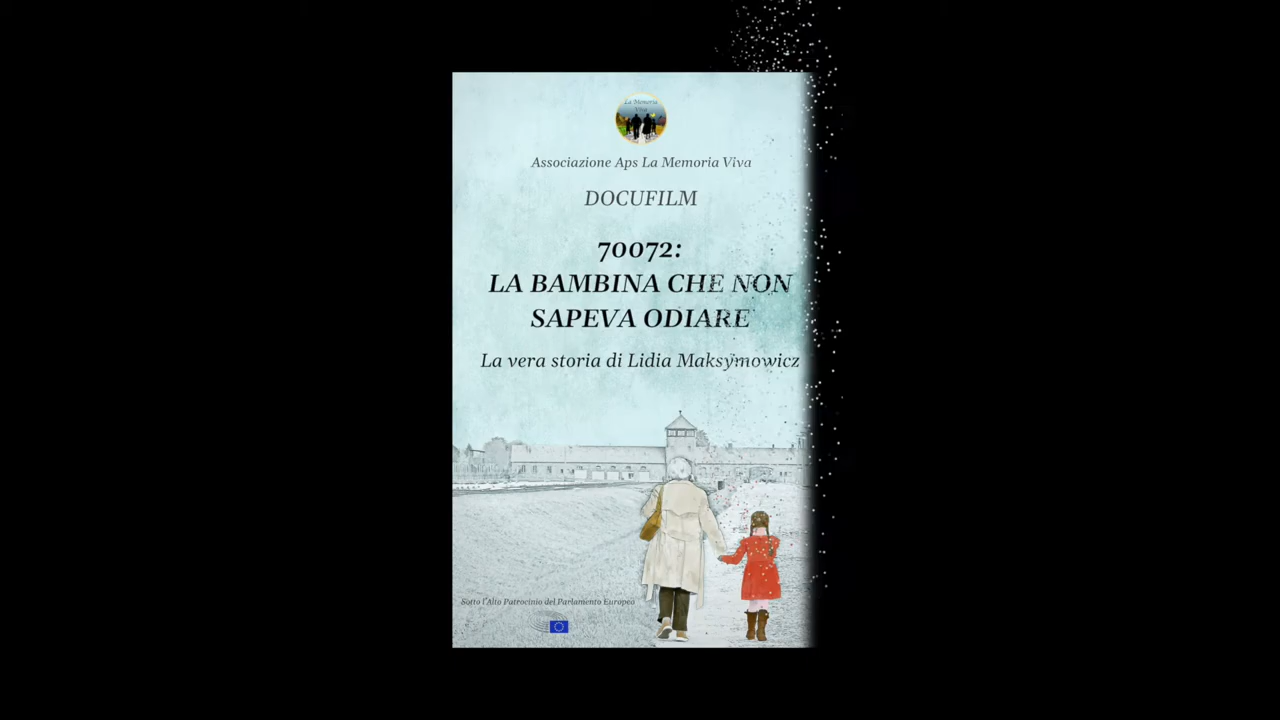 La Memoria
Viva
Associazione Aps La Memoria Viva
DOCUFILM
70072:
LA BAMBINA CHE NON
SAPEVA ODIARE
La vera storia di Lidia Maksymowicz
Sotto l'Alto Patrocinio del Parlamento Europeo